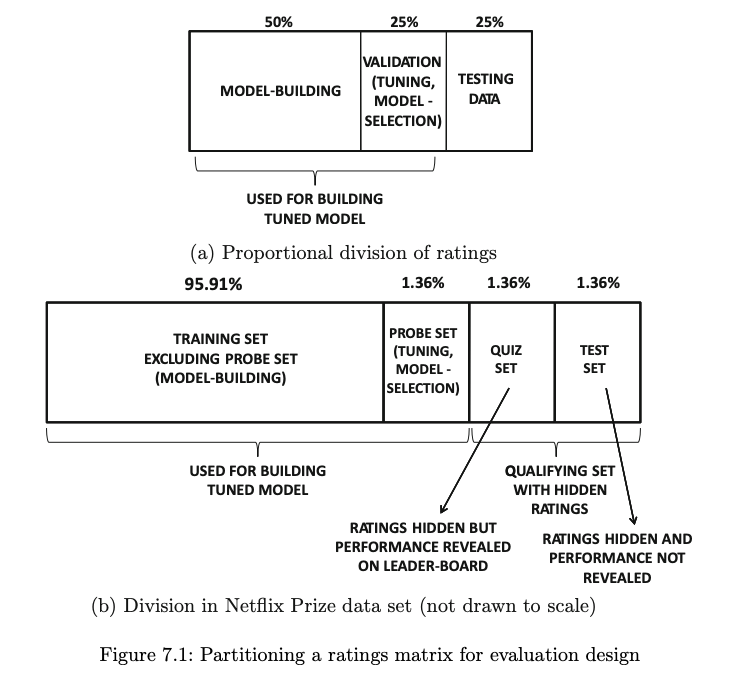 50% 25% 25%
MODEL-BUILDING
VALIDATION
(TUNING,
MODEL -
SELECTION)
TESTING
DATA
USED FOR BUILDING
TUNED MODEL
(a) Proportional division of ratings
95.91% 1.36% 1.36% 1.36%
TRAINING SET
EXCLUDING PROBE SET
(MODEL-BUILDING)
PROBE SET
(TUNING,
MODEL -
SELECTION)
QUIZ
SET
TEST
SET
USED FOR BUILDING
TUNED MODEL
QUALIFYING SET
WITH HIDDEN
RATINGS
RATINGS HIDDEN BUT
PERFORMANCE REVEALED
ON LEADER-BOARD
RATINGS HIDDEN AND
PERFORMANCE NOT
REVEALED
(b) Division in Netflix Prize data set (not drawn to scale)
Figure 7.1: Partitioning a ratings matrix for evaluation design